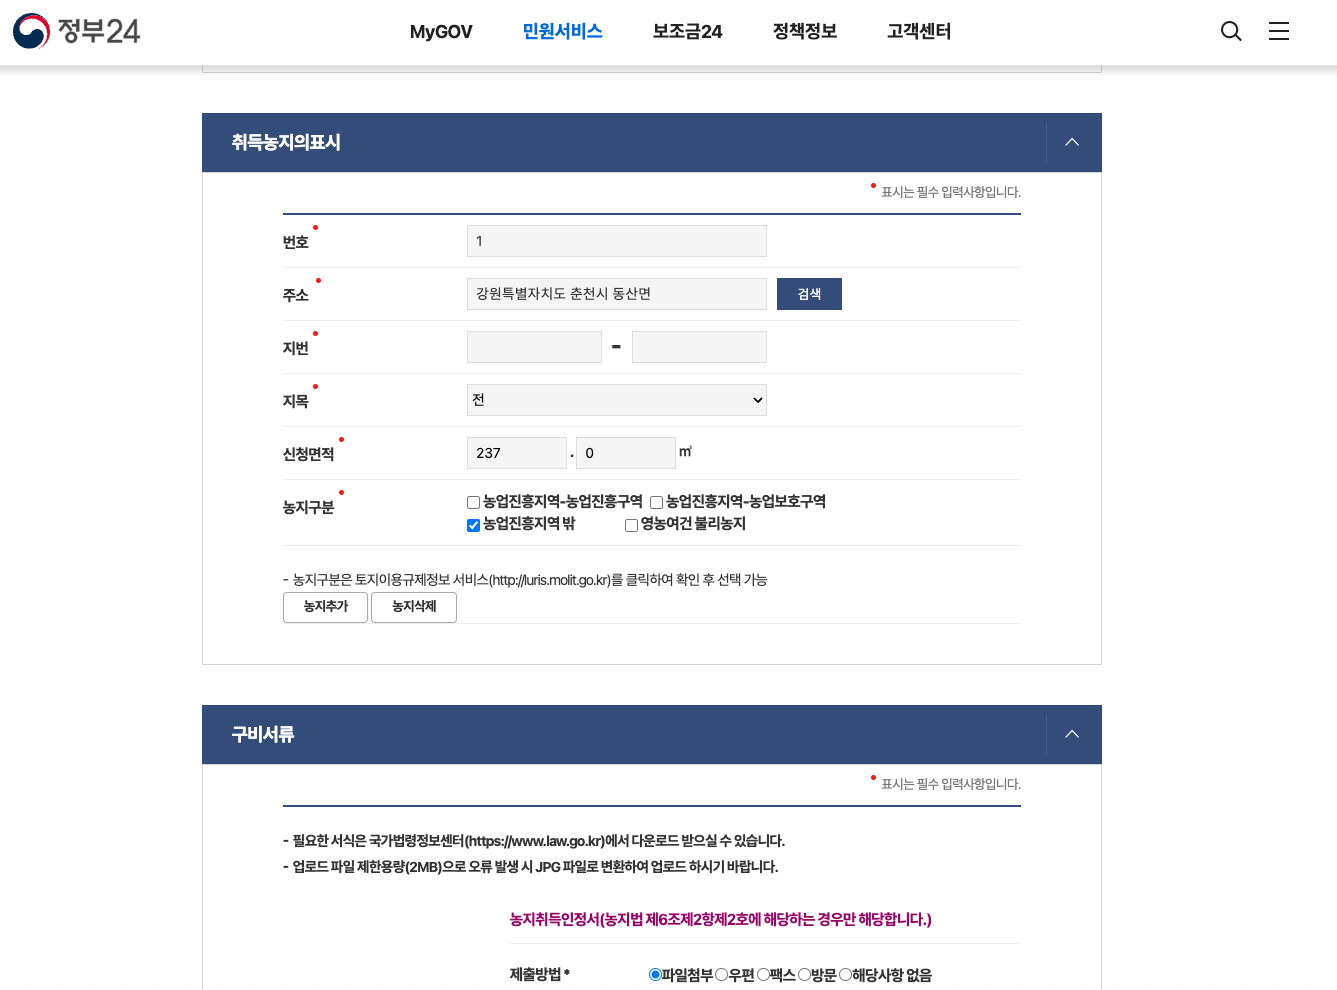 정부24
MyGOV 민원서비스 보조금24 정책정보 고객센터
취득농지의표시
표시는 필수 입력사항입니다.
번호 1
주소 강원특별자치도 춘천시 동산면 검색
지번 -
지목 전
신청면적 237 . 0 ㎡
농지구분 농업진흥지역-농업진흥구역 농업진흥지역-농업보호구역
농업진흥지역 밖 영농여건 불리농지
- 농지구분은 토지이용규제정보 서비스(http://luris.molit.go.kr)를 클릭하여 확인 후 선택 가능
농지추가 농지삭제
구비서류
표시는 필수 입력사항입니다.
- 필요한 서식은 국가법령정보센터(https://www.law.go.kr)에서 다운로드 받으실 수 있습니다.
- 업로드 파일 제한용량(2MB)으로 오류 발생 시 JPG 파일로 변환하여 업로드 하시기 바랍니다.
농지취득인정서(농지법 제6조제2항제2호에 해당하는 경우만 해당합니다.)
제출방법 * 파일첨부 우편 팩스 방문 해당사항 없음